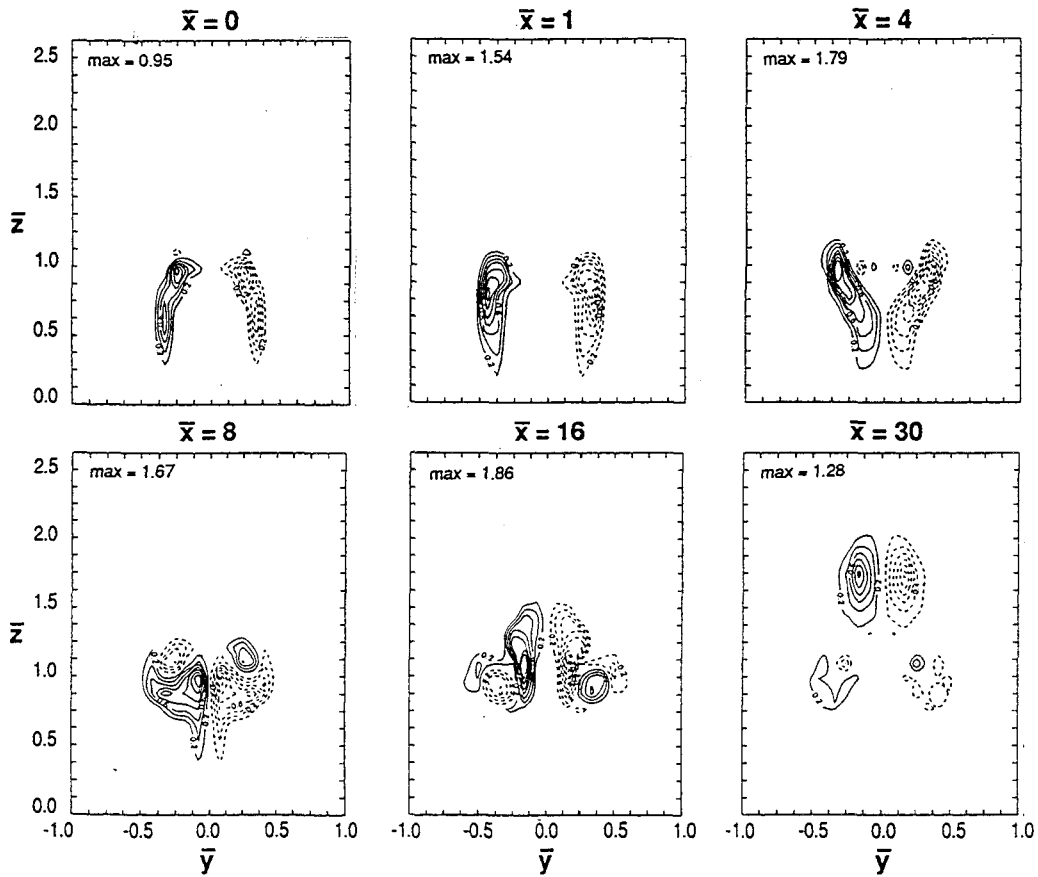 x̄ = 0
x̄ = 1
x̄ = 4
max = 0.95
max = 1.54
max = 1.79
2.5
2.0
1.5
1.0
0.5
0.0
z̄
x̄ = 8
x̄ = 16
x̄ = 30
max = 1.67
max = 1.86
max = 1.28
2.5
2.0
1.5
1.0
0.5
0.0
z̄
-1.0 -0.5 0.0 0.5 1.0
-1.0 -0.5 0.0 0.5 1.0
-1.0 -0.5 0.0 0.5 1.0
ȳ
ȳ
ȳ